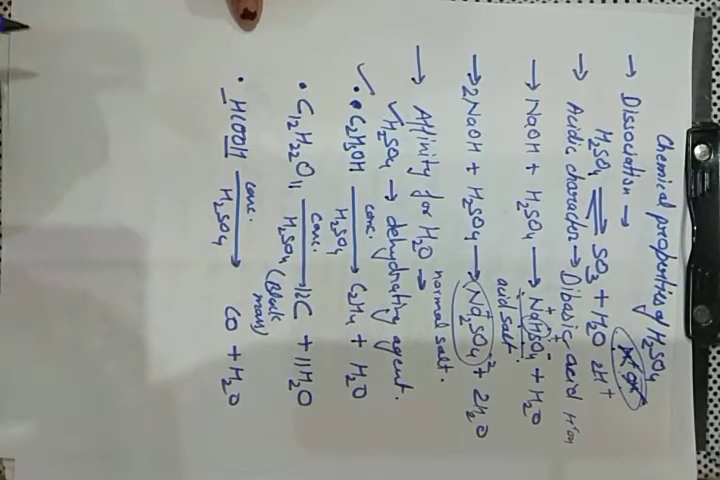 Chemical properties of H₂SO₄
→ Dissociation →
H₂SO₄ ⇌ SO₃ + H₂O 2H⁺
→ Acidic character → Dibasic acid
→ NaOH + H₂SO₄ → NaHSO₄ + H₂O
acid salt
→ 2NaOH + H₂SO₄ → Na₂SO₄ + 2H₂O
normal salt.
→ Affinity for H₂O →
✓H₂SO₄ → dehydrating agent.
✓• C₂H₅OH conc. H₂SO₄ → C₂H₄ + H₂O
• C₁₂H₂₂O₁₁ Conc. H₂SO₄ → 12C + 11H₂O
(Black mass)
• HCOOH conc. H₂SO₄ → CO + H₂O